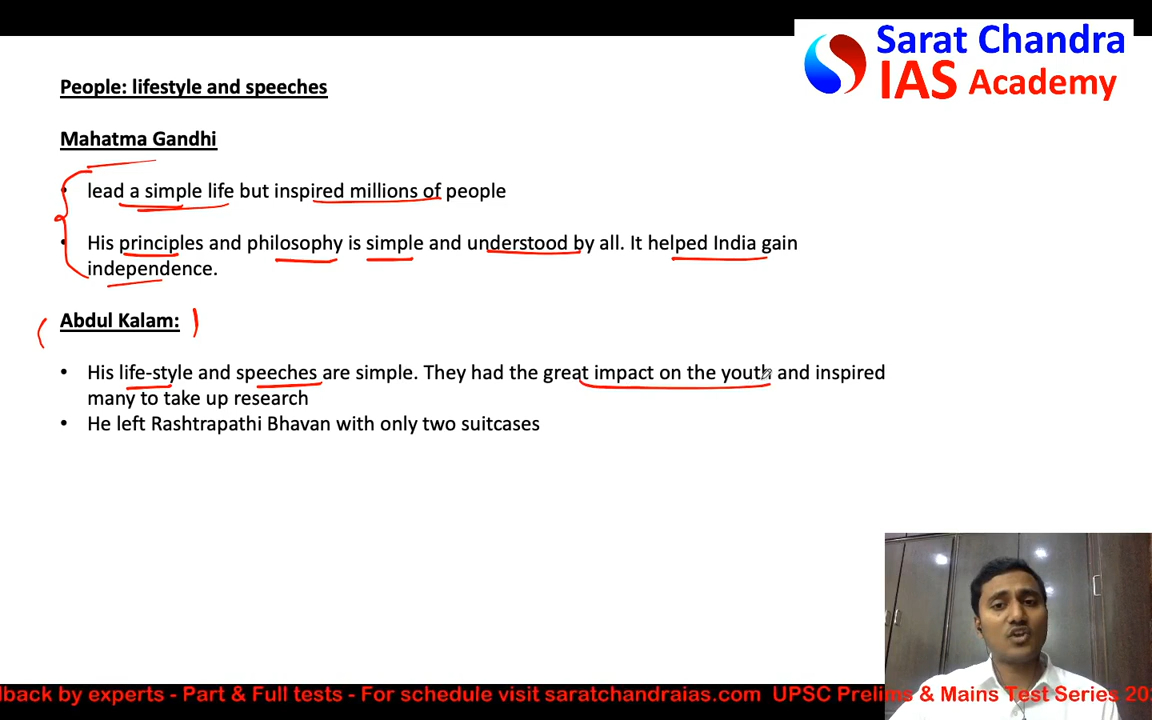 Sarat Chandra
IAS Academy
People: lifestyle and speeches
Mahatma Gandhi
• lead a simple life but inspired millions of people
• His principles and philosophy is simple and understood by all. It helped India gain
independence.
Abdul Kalam:
• His life-style and speeches are simple. They had the great impact on the youth and inspired
many to take up research
• He left Rashtrapathi Bhavan with only two suitcases
dback by experts - Part & Full tests - For schedule visit saratchandraias.com UPSC Prelims & Mains Test Series 20